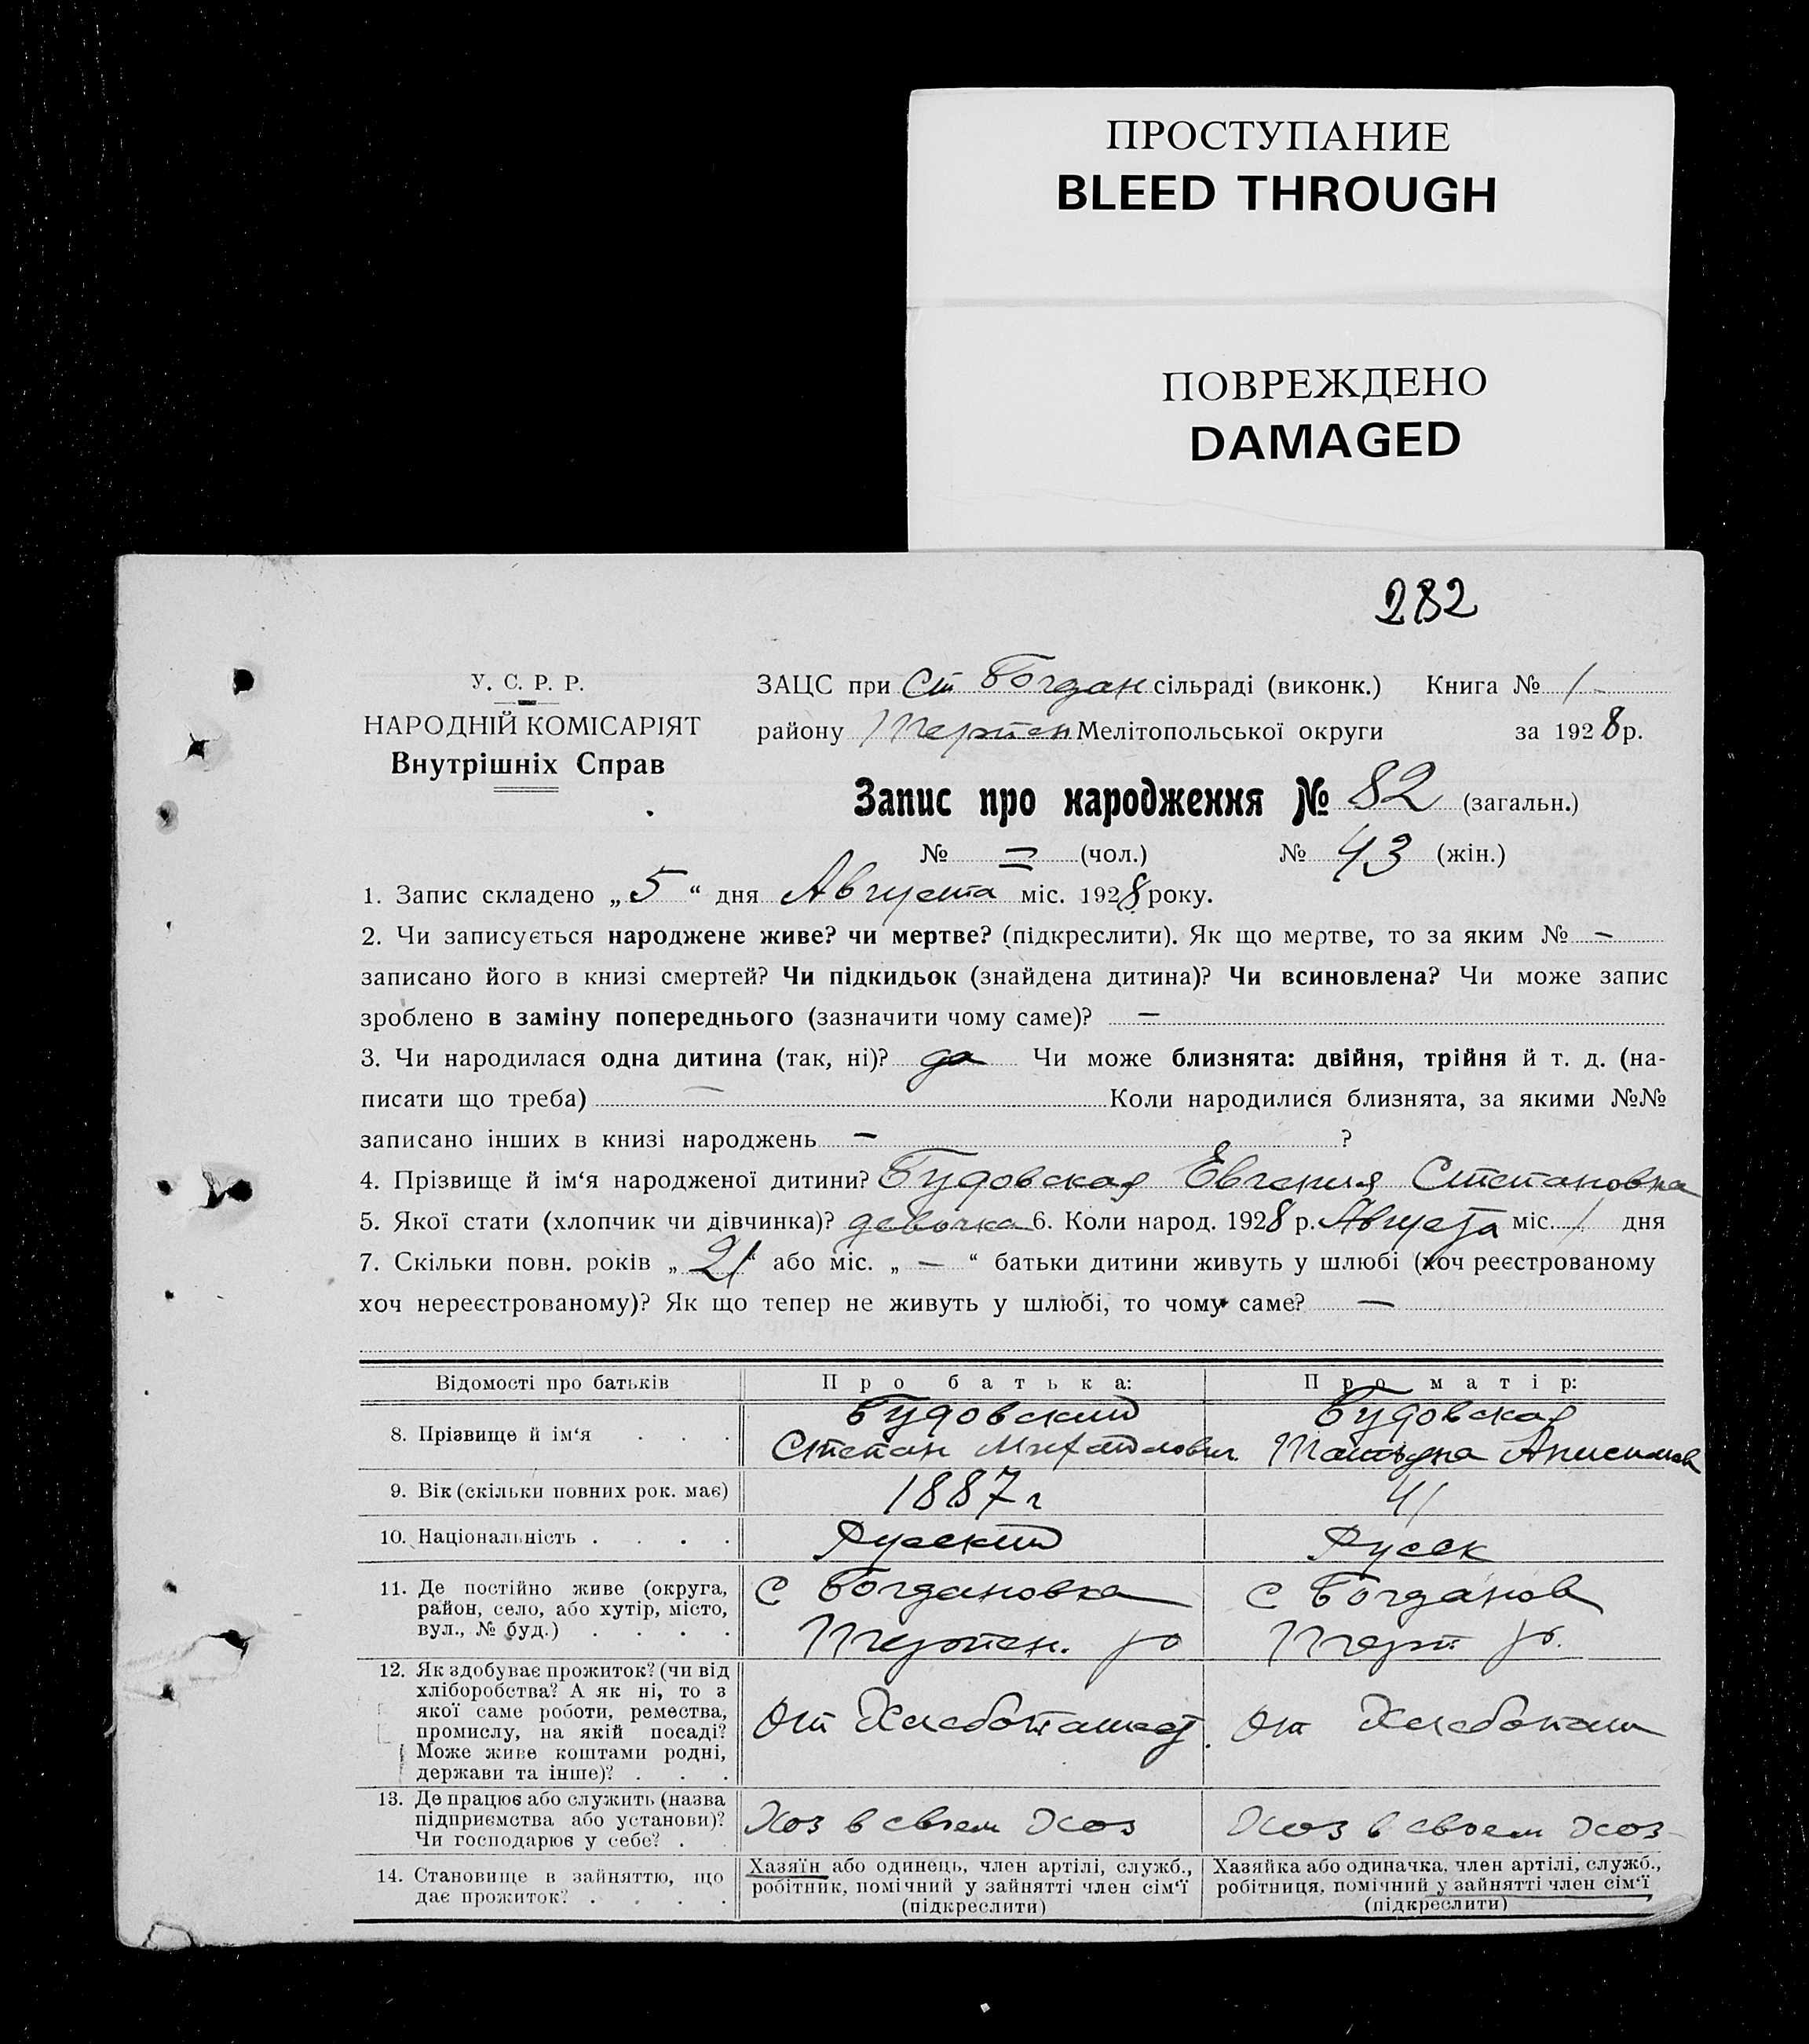 ПРОСТУПАНИЕ
BLEED THROUGH
ПОВРЕЖДЕНО
DAMAGED
282
У. С. Р. Р.
НАРОДНІЙ КОМІСАРІЯТ
Внутрішніх Справ
ЗАЦС при Ст Богдан сільраді (виконк.) Книга № 1 -
району Терпен Мелітопольської округи за 1928 р.
Запис про народження № 82 (загальн.)
№ = (чол.) № 43 (жін.)
1. Запис складено „ 5 “ дня Августа міс. 1928 року.
2. Чи записується народжене живе? чи мертве? (підкреслити). Як що мертве, то за яким № —
записано його в книзі смертей? Чи підкидьок (знайдена дитина)? Чи всиновлена? Чи може запис
зроблено в заміну попереднього (зазначити чому саме)? —
3. Чи народилася одна дитина (так, ні)? да Чи може близнята: двійня, трійня й т. д. (на-
писати що треба) — Коли народилися близнята, за якими №№
записано інших в книзі народжень — ?
4. Прізвище й ім‘я народженої дитини? Будовская Евгения Степановна
5. Якої стати (хлопчик чи дівчинка)? девочка 6. Коли народ. 1928 р. Августа міс. 1 дня
7. Скільки повн. років „ 21 “ або міс. „ — “ батьки дитини живуть у шлюбі (хоч реєстрованому
хоч нереєстрованому)? Як що тепер не живуть у шлюбі, то чому саме? —
Відомості про батьків Про батька: Про матір:
8. Прізвище й ім‘я . . . Будовский Будовская
Степан Михайлович Татьяна Анисимов
9. Вік (скільки повних рок. має) 1887 г 41
10. Національність . . . . Русский Русск
11. Де постійно живе (округа, район, село, або хутір, місто, вул., № буд.) . . . .
с Богдановка с Богданов
Терпен. ро Терп р.
12. Як здобуває прожиток? (чи від хліборобства? А як ні, то з якої саме роботи, ремества, промислу, на якій посаді? Може живе коштами родні, держави та інше)? . . .
От Хлебопашест. От Хлебопаш
13. Де працює або служить (назва підприємства або установи)? Чи господарює у себе? .
Хоз в своем Хоз Хоз в своем хоз
14. Становище в зайняттю, що дає прожиток? . . . .
Хазяїн або одинець, член артілі, служб., робітник, помічний у зайнятті член сім‘ї (підкреслити)
Хазяйка або одиначка, член артілі, служб., робітниця, помічний у зайнятті член сім‘ї (підкреслити)